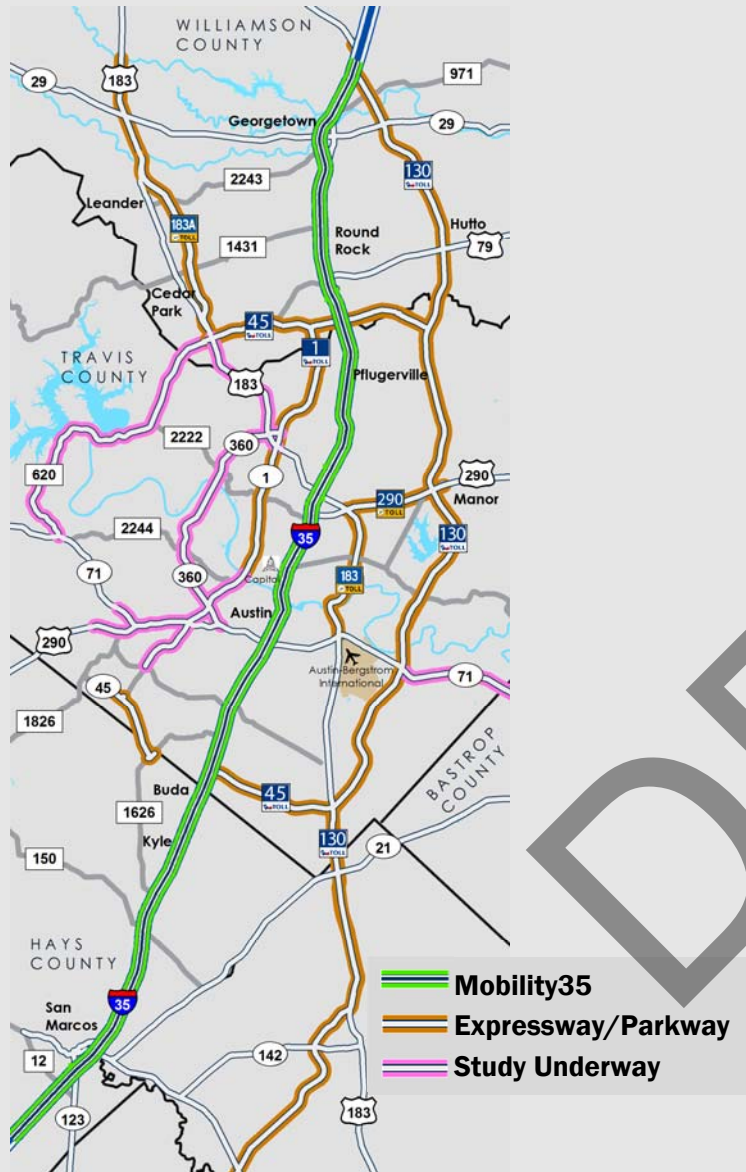 WILLIAMSON
COUNTY
183
971
29
Georgetown
29
130
TOLL
2243
Leander
183A
TOLL
Hutto
Round
Rock
1431
79
Cedar
Park
45
TOLL
1
TOLL
TRAVIS
COUNTY
Pflugerville
183
2222
360
620
1
290
290
TOLL
Manor
2244
35
130
TOLL
71
360
Capitol
183
TOLL
Austin
290
Austin-Bergstrom
International
71
45
1826
BASTROP
COUNTY
Buda
45
TOLL
1626
Kyle
130
TOLL
21
150
HAYS
COUNTY
35
San
Marcos
12
142
123
183
Mobility35
Expressway/Parkway
Study Underway